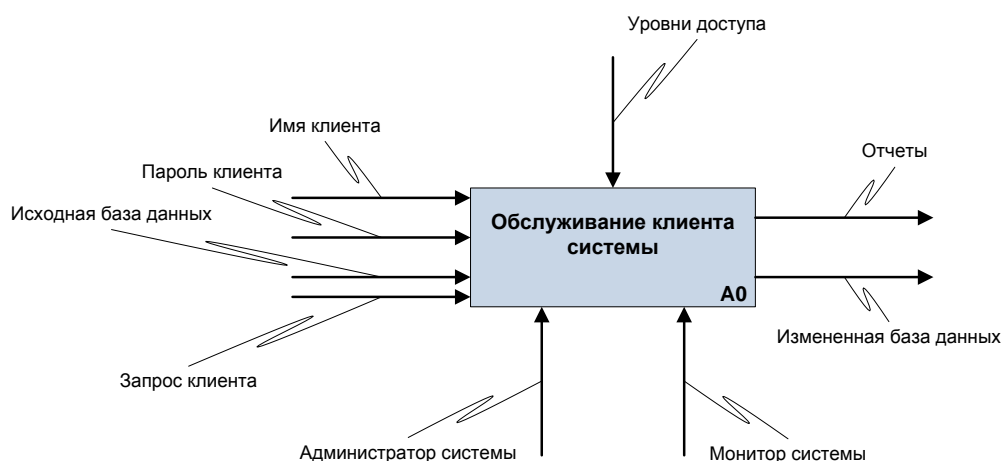 Уровни доступа
Имя клиента
Отчеты
Пароль клиента
Исходная база данных
Обслуживание клиента
системы
A0
Измененная база данных
Запрос клиента
Администратор системы
Монитор системы